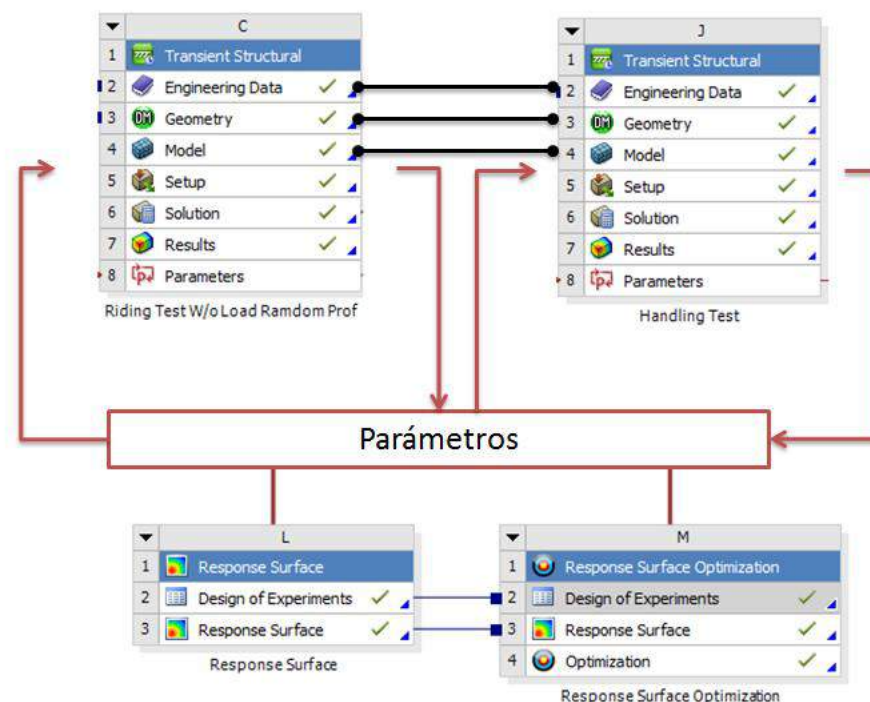 C
1 Transient Structural
2 Engineering Data
3 DM Geometry
4 Model
5 Setup
6 Solution
7 Results
8 Parameters
Riding Test W/o Load Ramdom Prof
J
1 Transient Structural
2 Engineering Data
3 DM Geometry
4 Model
5 Setup
6 Solution
7 Results
8 Parameters
Handling Test
Parámetros
L
1 Response Surface
2 Design of Experiments
3 Response Surface
Response Surface
M
1 Response Surface Optimization
2 Design of Experiments
3 Response Surface
4 Optimization
Response Surface Optimization